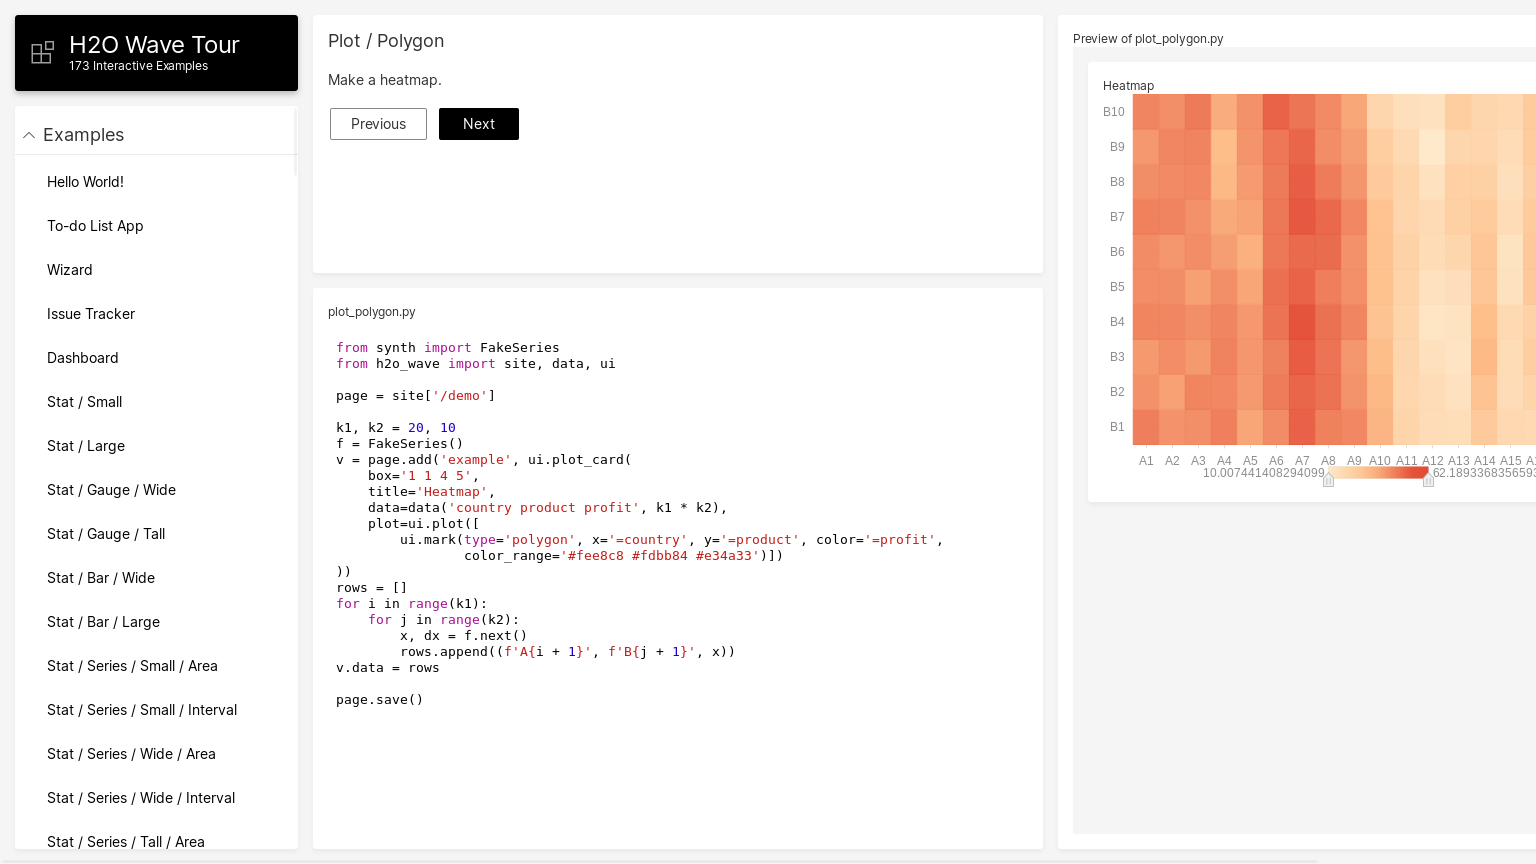 H2O Wave Tour
173 Interactive Examples
Examples
Hello World!
To-do List App
Wizard
Issue Tracker
Dashboard
Stat / Small
Stat / Large
Stat / Gauge / Wide
Stat / Gauge / Tall
Stat / Bar / Wide
Stat / Bar / Large
Stat / Series / Small / Area
Stat / Series / Small / Interval
Stat / Series / Wide / Area
Stat / Series / Wide / Interval
Stat / Series / Tall / Area
Plot / Polygon
Make a heatmap.
Previous Next
plot_polygon.py
from synth import FakeSeries
from h2o_wave import site, data, ui
page = site['/demo']
k1, k2 = 20, 10
f = FakeSeries()
v = page.add('example', ui.plot_card(
    box='1 1 4 5',
    title='Heatmap',
    data=data('country product profit', k1 * k2),
    plot=ui.plot([
        ui.mark(type='polygon', x='=country', y='=product', color='=profit',
                color_range='#fee8c8 #fdbb84 #e34a33')])
))
rows = []
for i in range(k1):
    for j in range(k2):
        x, dx = f.next()
        rows.append((f'A{i + 1}', f'B{j + 1}', x))
v.data = rows
page.save()
Preview of plot_polygon.py
Heatmap
B10
B9
B8
B7
B6
B5
B4
B3
B2
B1
A1 A2 A3 A4 A5 A6 A7 A8 A9 A10 A11 A12 A13 A14 A15
10.007441408294099 62.1893368356593